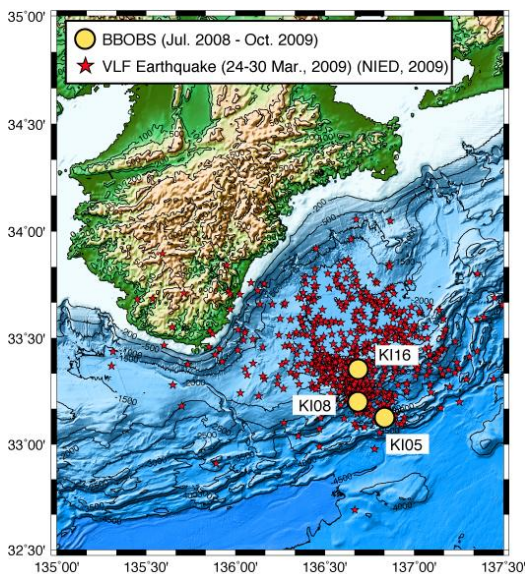 BBOBS (Jul. 2008 - Oct. 2009)
VLF Earthquake (24-30 Mar., 2009) (NIED, 2009)
35°00'
34°30'
34°00'
33°30'
33°00'
32°30'
KI16
KI08
KI05
135°00' 135°30' 136°00' 136°30' 137°00' 137°30'